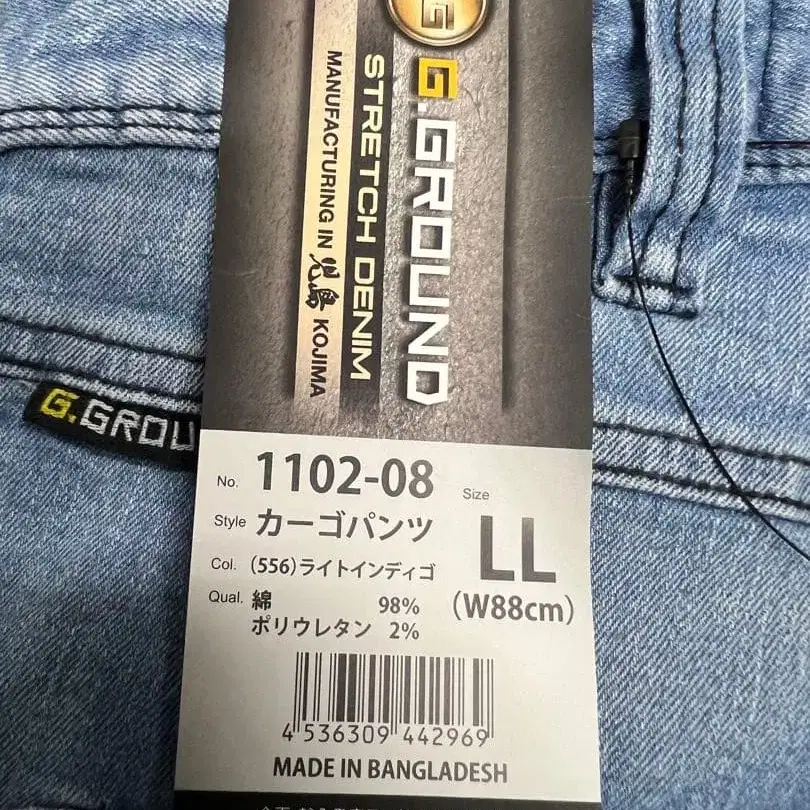 G.GROUND
STRETCH DENIM
MANUFACTURING IN 児島 KOJIMA
G.GROU
No. 1102-08
Style カーゴパンツ
Col. (556)ライトインディゴ
Qual. 綿 98%
ポリウレタン 2%
Size
LL
(W88cm)
4 536309 442969
MADE IN BANGLADESH